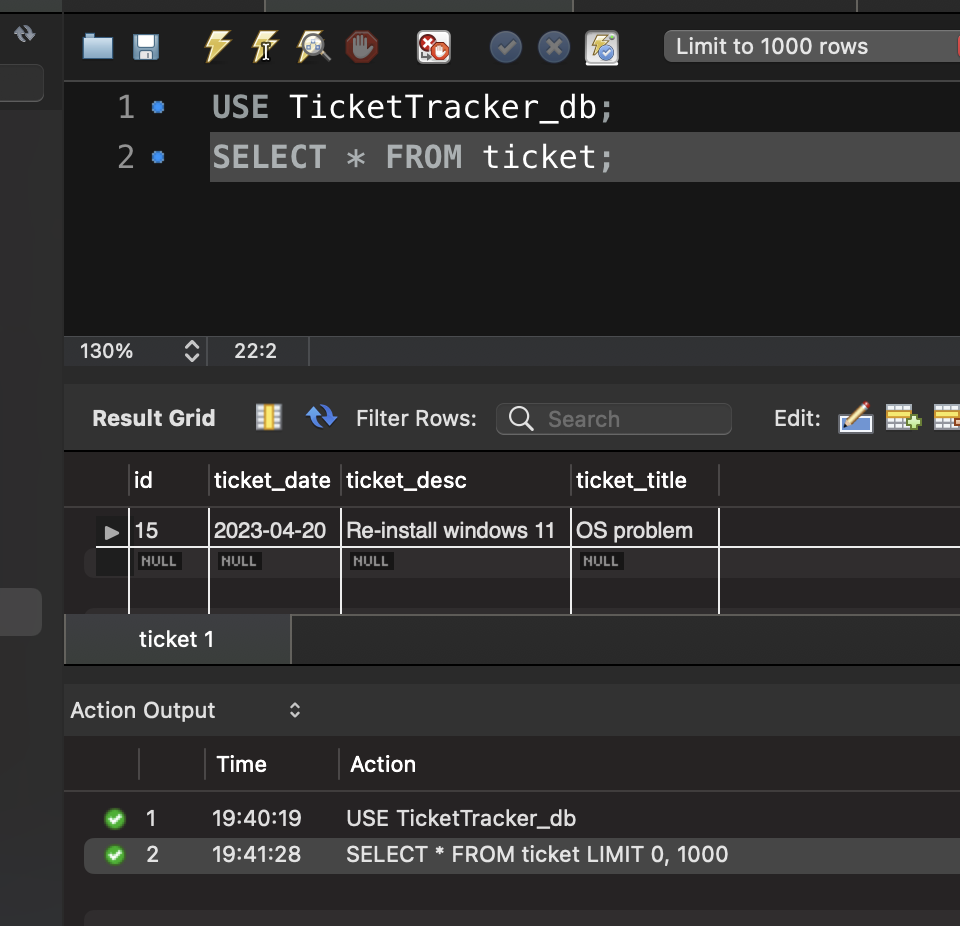 Limit to 1000 rows
1 USE TicketTracker_db;
2 SELECT * FROM ticket;
130% 22:2
Result Grid Filter Rows: Search Edit:
id ticket_date ticket_desc ticket_title
15 2023-04-20 Re-install windows 11 OS problem
NULL NULL NULL NULL
ticket 1
Action Output
Time Action
1 19:40:19 USE TicketTracker_db
2 19:41:28 SELECT * FROM ticket LIMIT 0, 1000